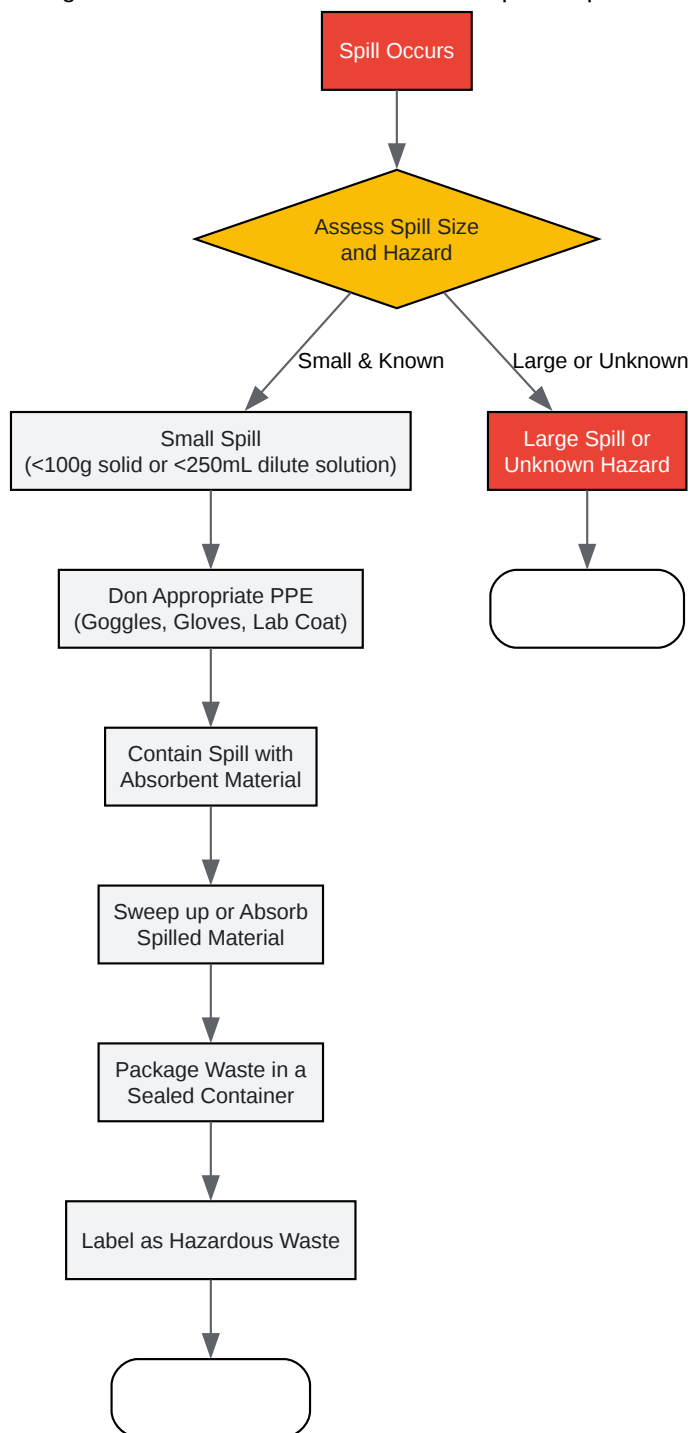 Spill Occurs
Assess Spill Size
and Hazard
Small & Known
Large or Unknown
Small Spill
(<100g solid or <250mL dilute solution)
Large Spill or
Unknown Hazard
Don Appropriate PPE
(Goggles, Gloves, Lab Coat)
Contain Spill with
Absorbent Material
Sweep up or Absorb
Spilled Material
Package Waste in a
Sealed Container
Label as Hazardous Waste